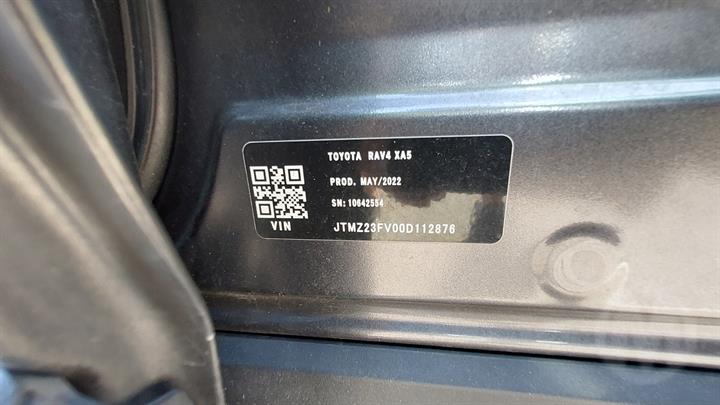 TOYOTA RAV4 XA5
PROD. MAY/2022
SN: 10642554
VIN JTMZ23FV00D112876